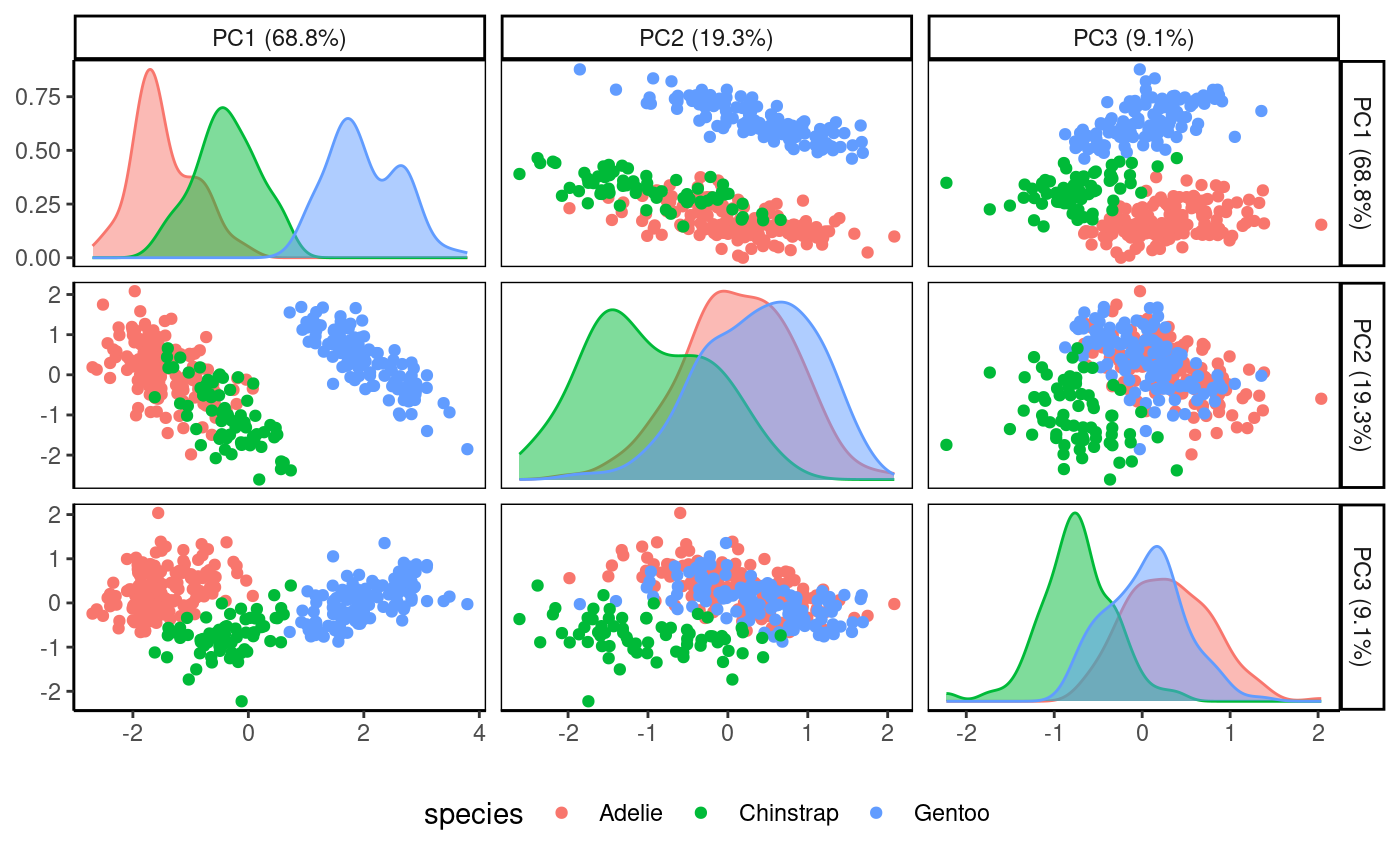 PC1 (68.8%) PC2 (19.3%) PC3 (9.1%)
0.75
0.50
0.25
0.00
PC1 (68.8%)
2
1
0
-1
-2
PC2 (19.3%)
2
1
0
-1
-2
PC3 (9.1%)
-2 0 2 4 -2 -1 0 1 2 -2 -1 0 1 2
species Adelie Chinstrap Gentoo